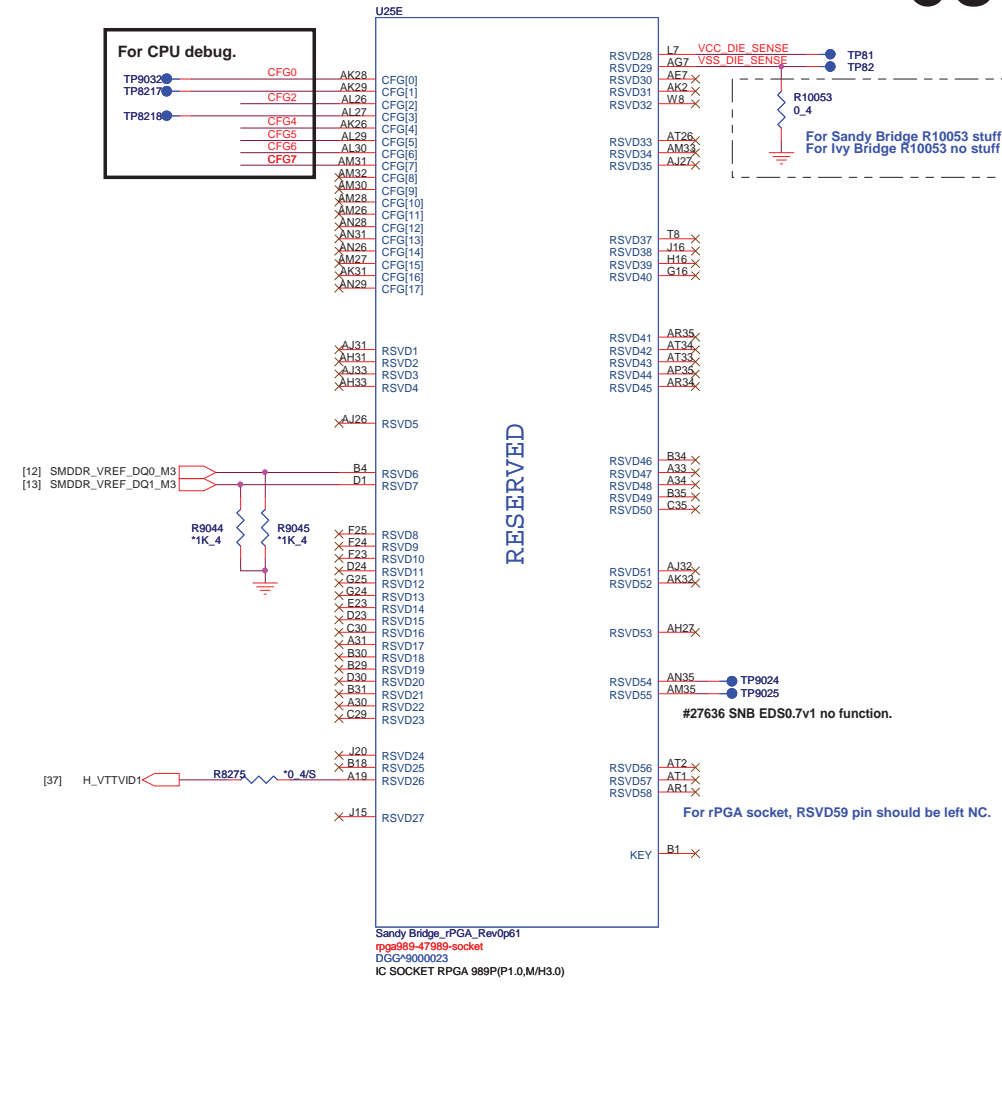 U25E
For CPU debug.
TP9032
TP8217
TP8218
CFG0
CFG2
CFG4
CFG5
CFG6
CFG7
AK28 CFG[0]
AK29 CFG[1]
AL26 CFG[2]
AL27 CFG[3]
AK26 CFG[4]
AL29 CFG[5]
AL30 CFG[6]
AM31 CFG[7]
AM32 CFG[8]
AM30 CFG[9]
AM28 CFG[10]
AM26 CFG[11]
AN28 CFG[12]
AN31 CFG[13]
AN26 CFG[14]
AM27 CFG[15]
AK31 CFG[16]
AN29 CFG[17]
AJ31 RSVD1
AH31 RSVD2
AJ33 RSVD3
AH33 RSVD4
AJ26 RSVD5
[12] SMDDR_VREF_DQ0_M3 B4 RSVD6
[13] SMDDR_VREF_DQ1_M3 D1 RSVD7
R9044
*1K_4
R9045
*1K_4
F25 RSVD8
F24 RSVD9
F23 RSVD10
D24 RSVD11
G25 RSVD12
G24 RSVD13
E23 RSVD14
D23 RSVD15
C30 RSVD16
A31 RSVD17
B30 RSVD18
B29 RSVD19
D30 RSVD20
B31 RSVD21
A30 RSVD22
C29 RSVD23
J20 RSVD24
B18 RSVD25
[37] H_VTTVID1 R8275 *0_4/S A19 RSVD26
J15 RSVD27
RESERVED
RSVD28 L7 VCC_DIE_SENSE TP81
RSVD29 AG7 VSS_DIE_SENSE TP82
RSVD30 AE7
RSVD31 AK2
RSVD32 W8
R10053
0_4
For Sandy Bridge R10053 stuff
For Ivy Bridge R10053 no stuff
RSVD33 AT26
RSVD34 AM33
RSVD35 AJ27
RSVD37 T8
RSVD38 J16
RSVD39 H16
RSVD40 G16
RSVD41 AR35
RSVD42 AT34
RSVD43 AT33
RSVD44 AP35
RSVD45 AR34
RSVD46 B34
RSVD47 A33
RSVD48 A34
RSVD49 B35
RSVD50 C35
RSVD51 AJ32
RSVD52 AK32
RSVD53 AH27
RSVD54 AN35 TP9024
RSVD55 AM35 TP9025
#27636 SNB EDS0.7v1 no function.
RSVD56 AT2
RSVD57 AT1
RSVD58 AR1
For rPGA socket, RSVD59 pin should be left NC.
KEY B1
Sandy Bridge_rPGA_Rev0p61
rpga989-47989-socket
DGG^9000023
IC SOCKET RPGA 989P(P1.0,M/H3.0)